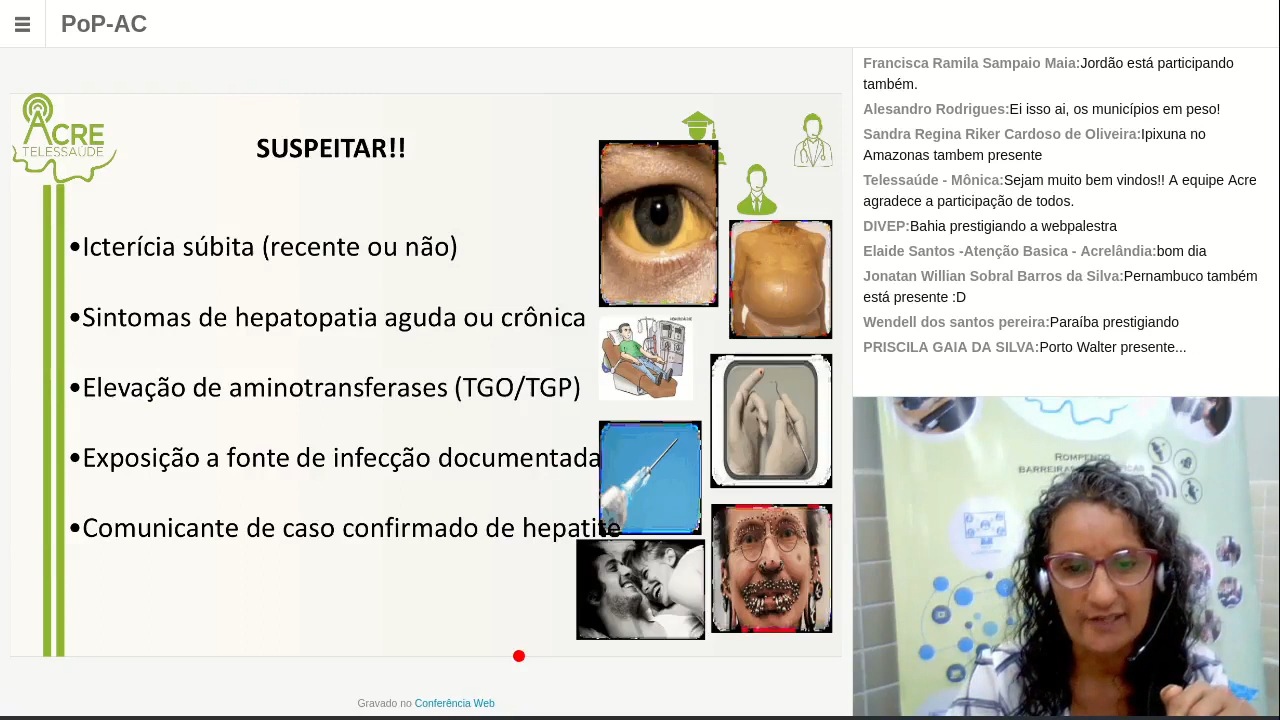 PoP-AC
ACRE
TELESSAÚDE
SUSPEITAR!!
•Icterícia súbita (recente ou não)
•Sintomas de hepatopatia aguda ou crônica
•Elevação de aminotransferases (TGO/TGP)
•Exposição a fonte de infecção documentada
•Comunicante de caso confirmado de hepatite
Gravado no Conferência Web
Francisca Ramila Sampaio Maia:Jordão está participando
também.
Alesandro Rodrigues:Ei isso ai, os municípios em peso!
Sandra Regina Riker Cardoso de Oliveira:Ipixuna no
Amazonas tambem presente
Telessaúde - Mônica:Sejam muito bem vindos!! A equipe Acre
agradece a participação de todos.
DIVEP:Bahia prestigiando a webpalestra
Elaide Santos -Atenção Basica - Acrelândia:bom dia
Jonatan Willian Sobral Barros da Silva:Pernambuco também
está presente :D
Wendell dos santos pereira:Paraíba prestigiando
PRISCILA GAIA DA SILVA:Porto Walter presente...
ROMPENDO
BARREIRAS